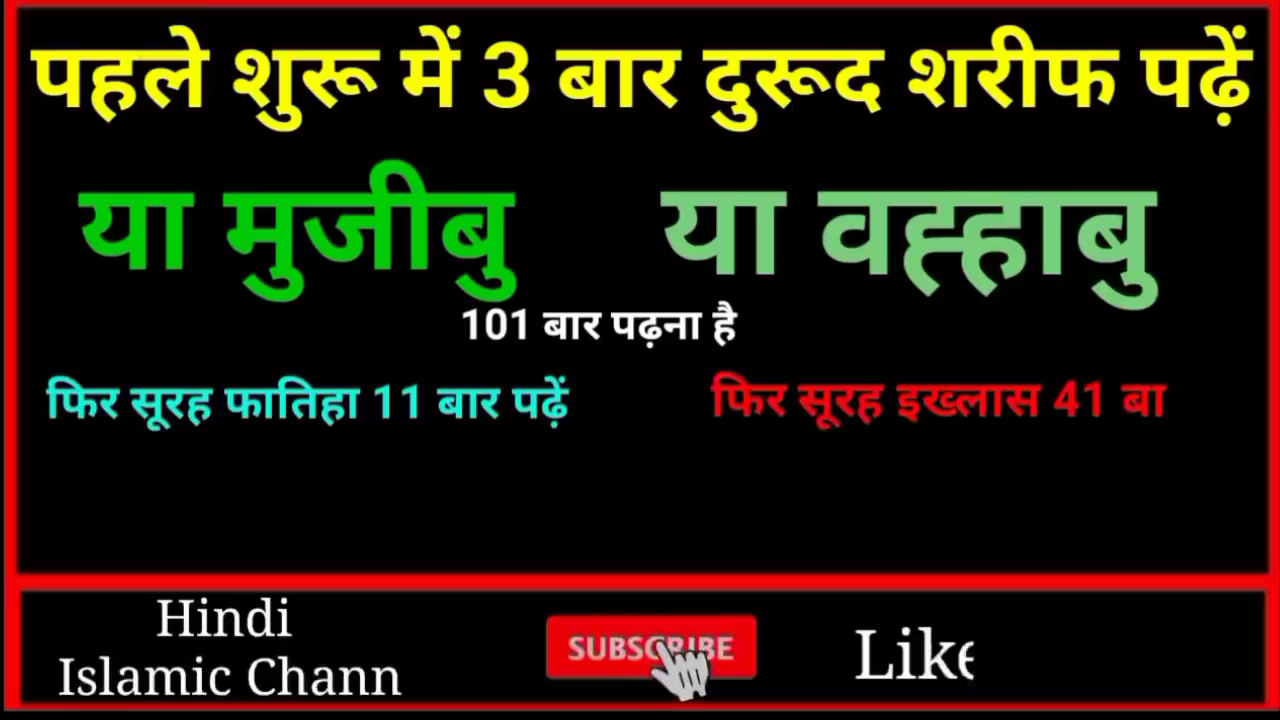 पहले शुरू में 3 बार दुरूद शरीफ पढ़ें
या मुजीबु या वह्हाबु
101 बार पढ़ना है
फिर सूरह फातिहा 11 बार पढ़ें फिर सूरह इख्लास 41 बा
Hindi
Islamic Chann
SUBSCRIBE
Like